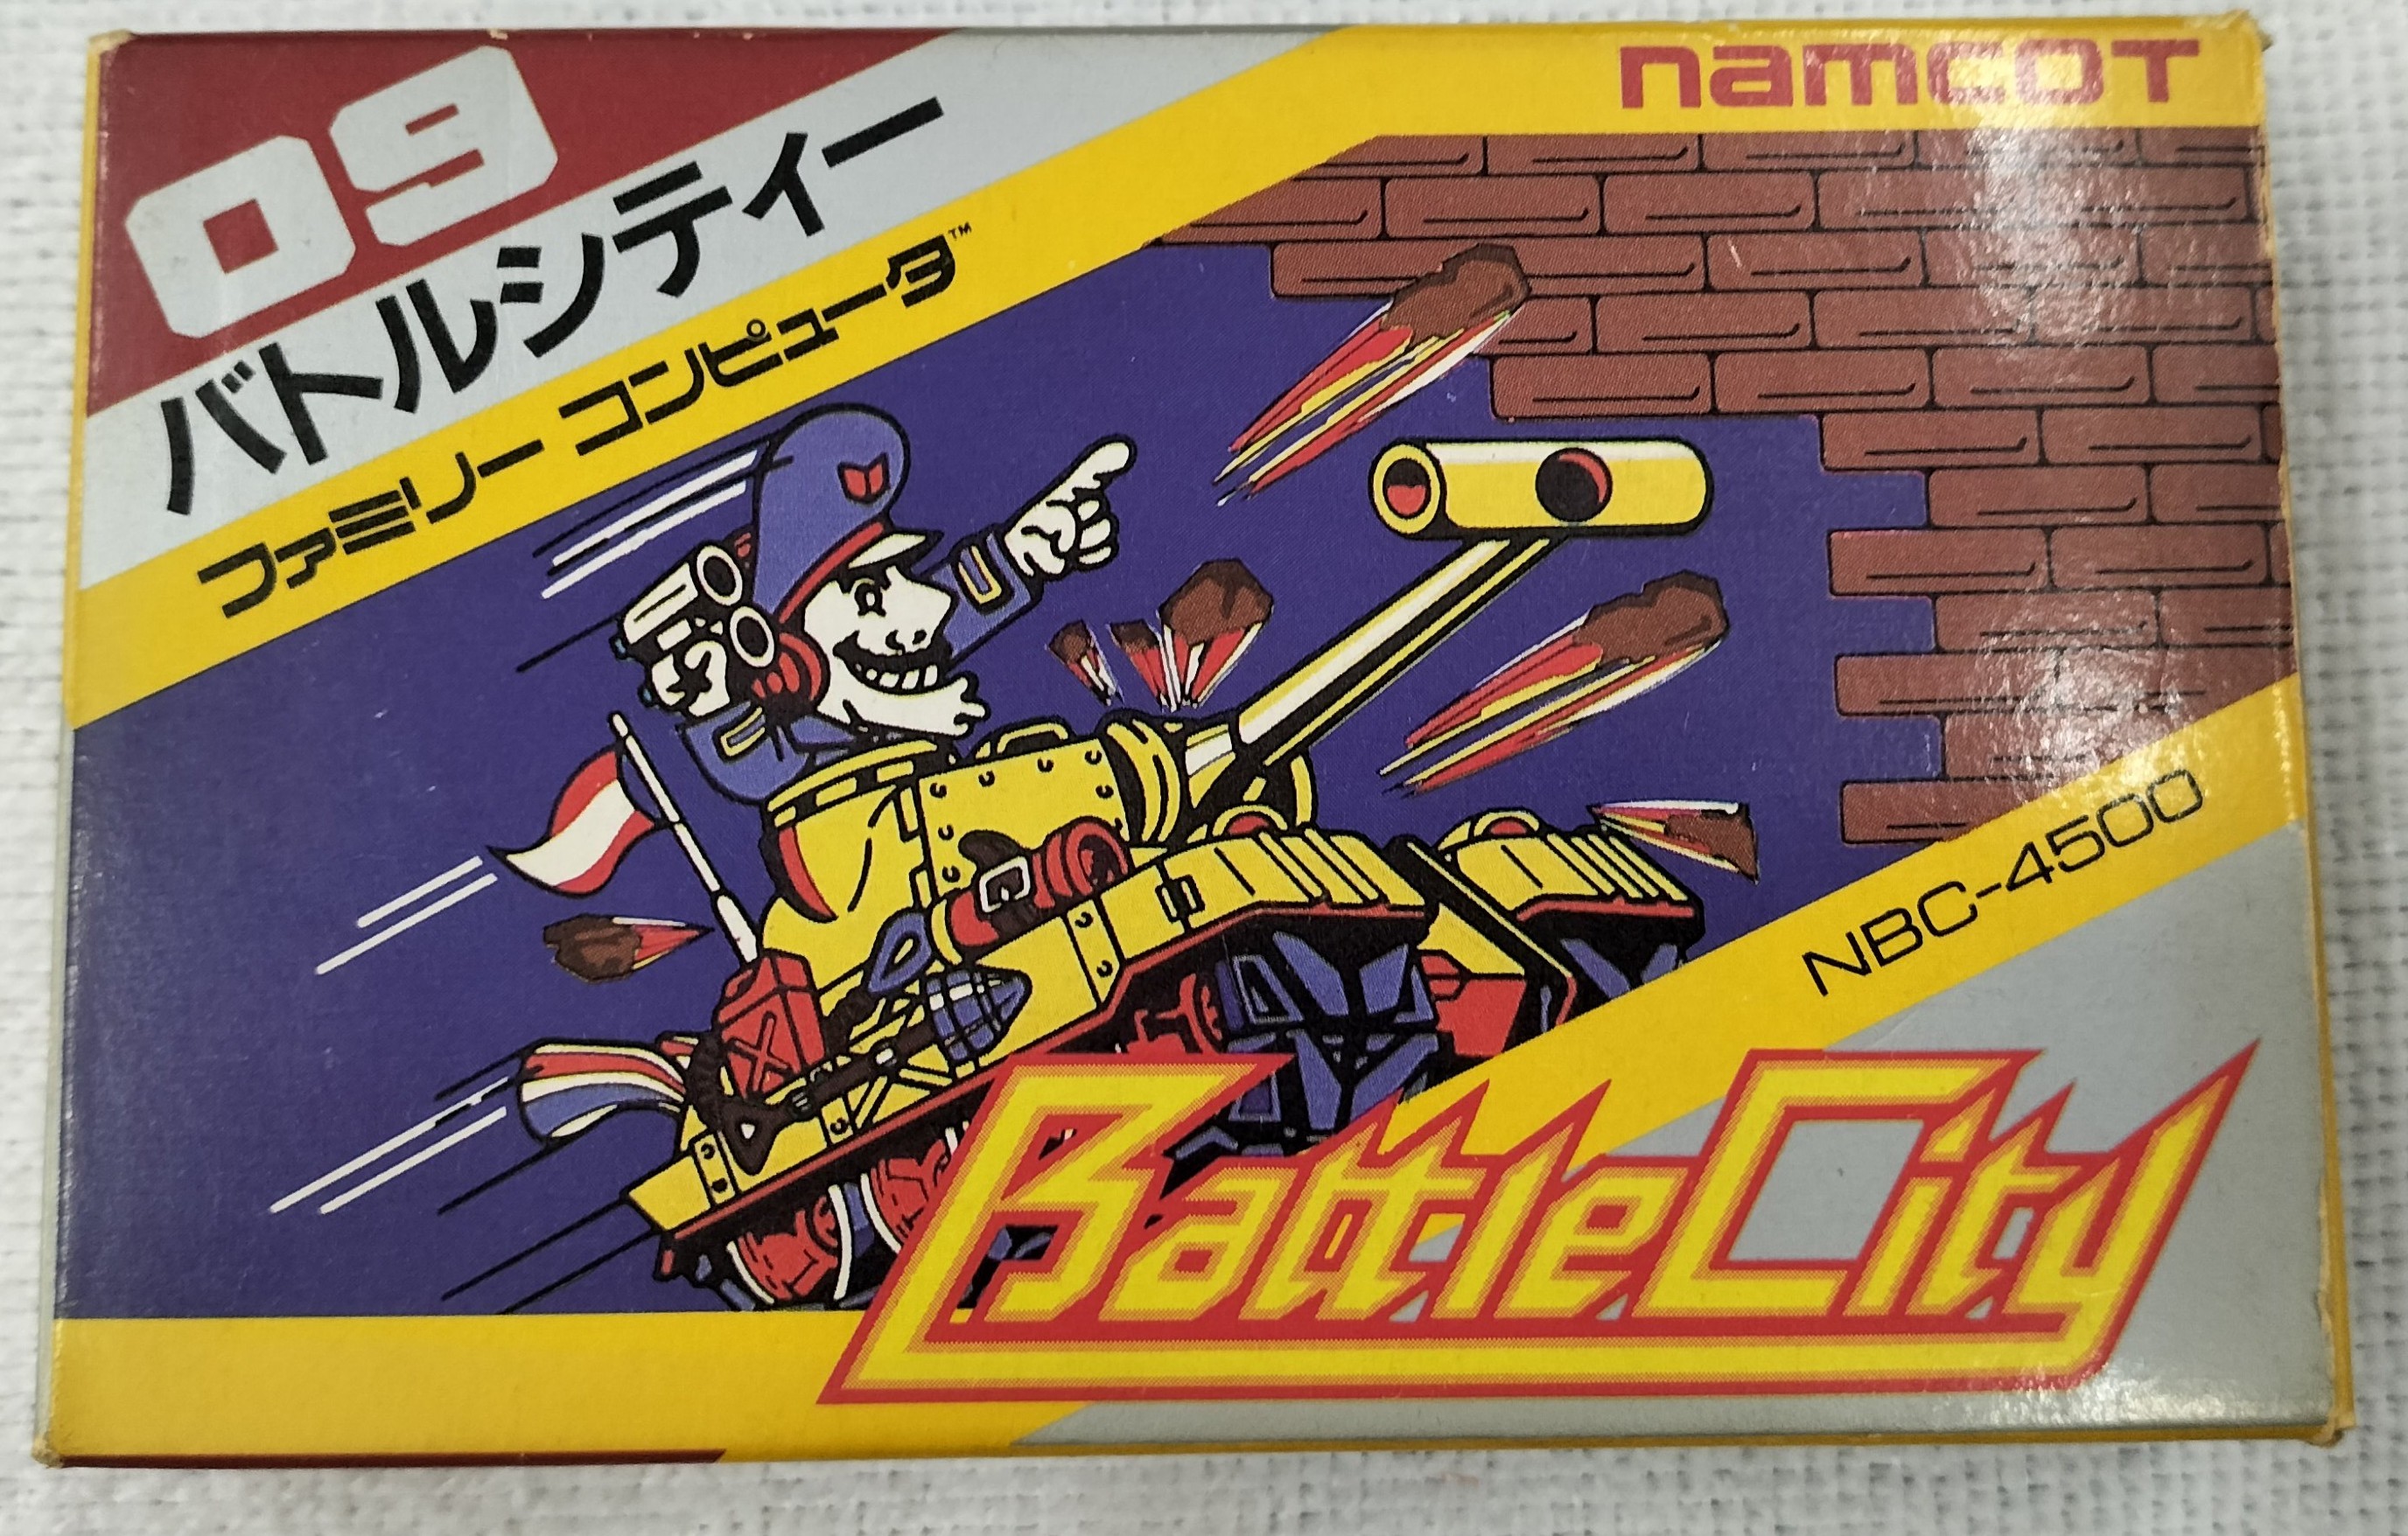 09
namcot
バトルシティー
ファミリー コンピュータ™
NBC-4500
BattleCity